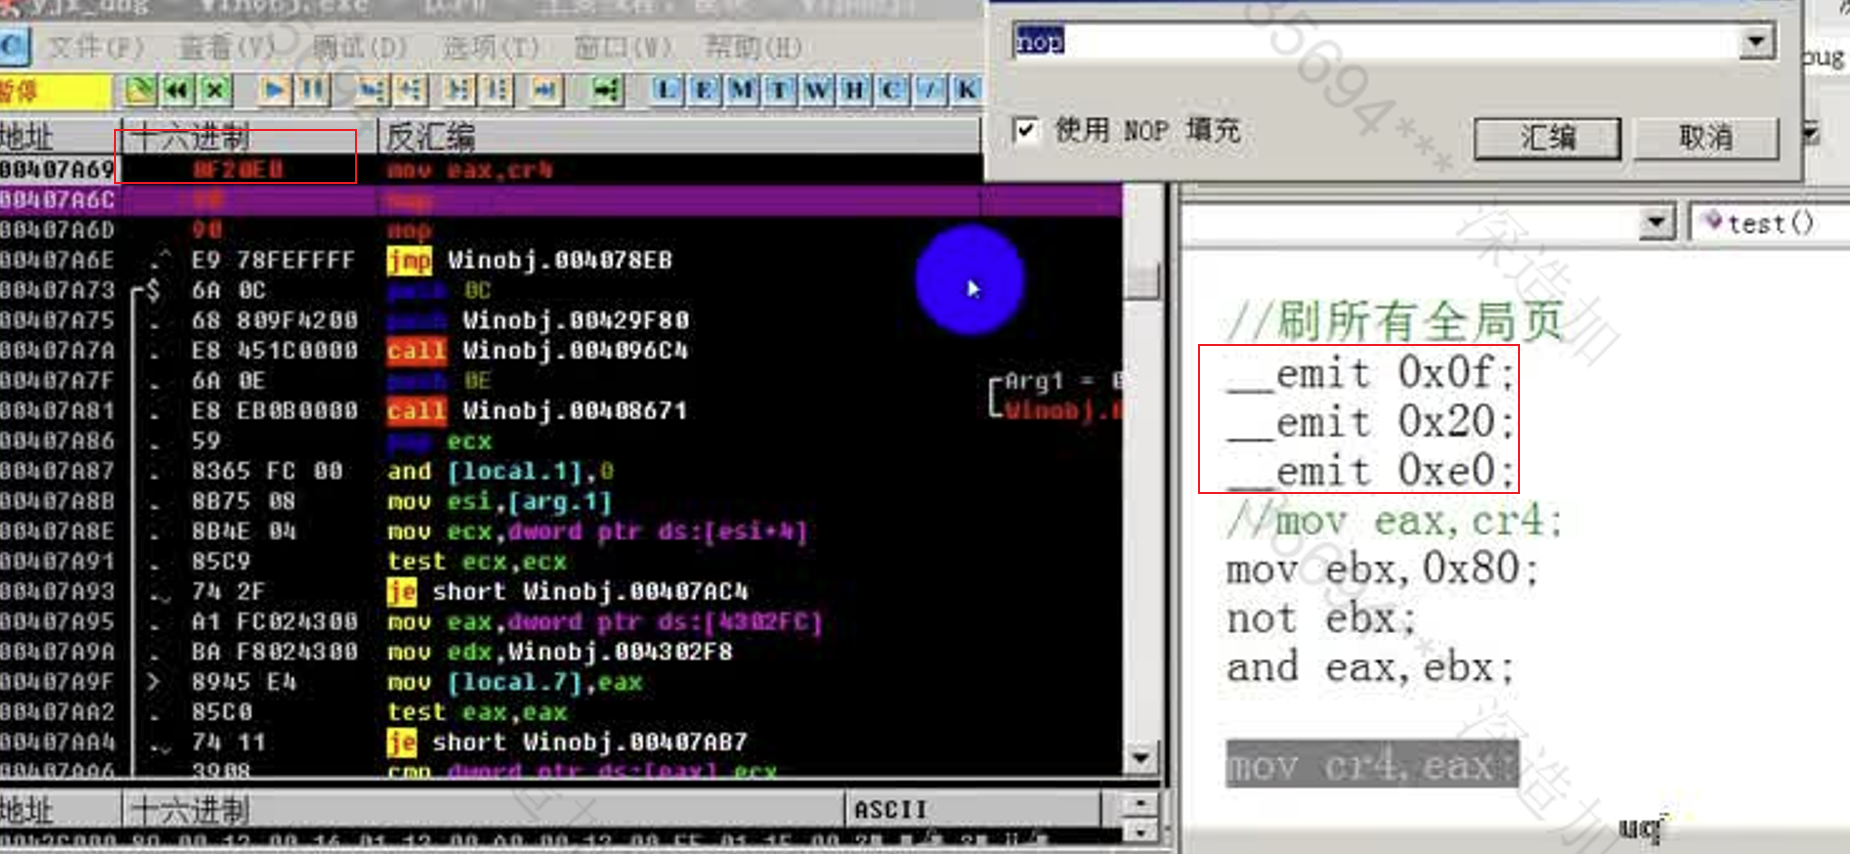 文件(F) 查看(V) 调试(D) 选项(T) 窗口(W) 帮助(H)
暂停
L E M T W H C / K
地址 十六进制 反汇编
00407A69 0F20E0 mov eax,cr4
00407A6C 90 nop
00407A6D 90 nop
00407A6E .^ E9 78FEFFFF jmp Winobj.004078EB
00407A73 $ 6A 0C push 0C
00407A75 . 68 809F4200 push Winobj.00429F80
00407A7A . E8 451C0000 call Winobj.004096C4
00407A7F . 6A 0E push 0E
Arg1 =
00407A81 . E8 EB0B0000 call Winobj.00408671
00407A86 . 59 pop ecx
00407A87 . 8365 FC 00 and [local.1],0
00407A8B . 8B75 08 mov esi,[arg.1]
00407A8E . 8B4E 04 mov ecx,dword ptr ds:[esi+4]
00407A91 . 85C9 test ecx,ecx
00407A93 . 74 2F je short Winobj.00407AC4
00407A95 . A1 FC024300 mov eax,dword ptr ds:[4302FC]
00407A9A . BA F8024300 mov edx,Winobj.004302F8
00407A9F > 8945 E4 mov [local.7],eax
00407AA2 . 85C0 test eax,eax
00407AA4 . 74 11 je short Winobj.00407AB7
00407AA6 . 3908 cmp dword ptr ds:[eax],ecx
地址 十六进制 ASCII
nop
使用 NOP 填充
汇编 取消
test()
//刷所有全局页
__emit 0x0f;
__emit 0x20;
__emit 0xe0;
//mov eax,cr4;
mov ebx,0x80;
not ebx;
and eax,ebx;
mov cr4,eax;